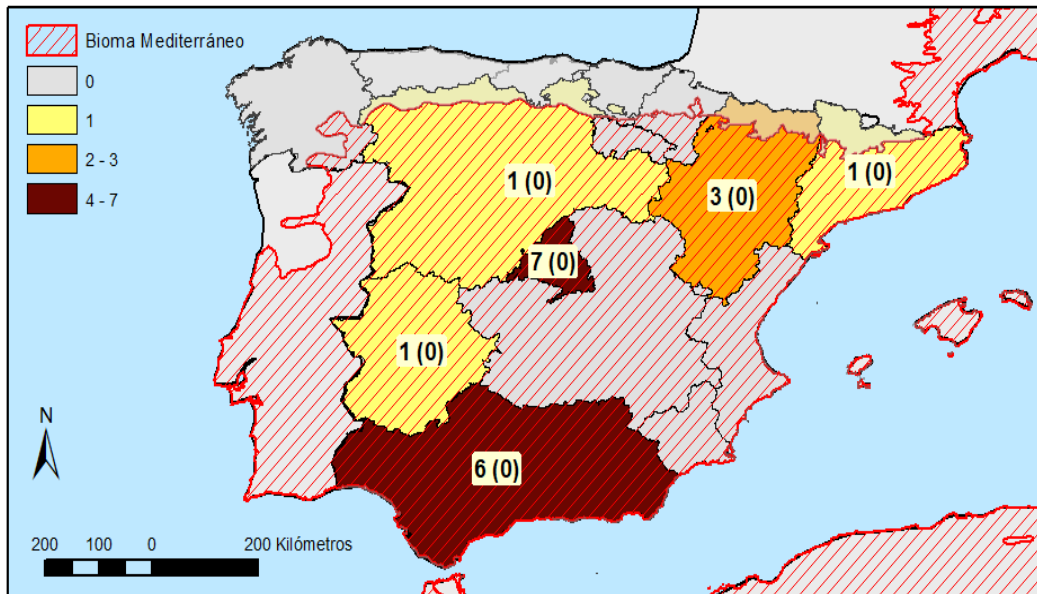 Bioma Mediterráneo
0
1
2 - 3
4 - 7
1 (0)
3 (0)
1 (0)
7 (0)
1 (0)
6 (0)
N
200 100 0 200 Kilómetros